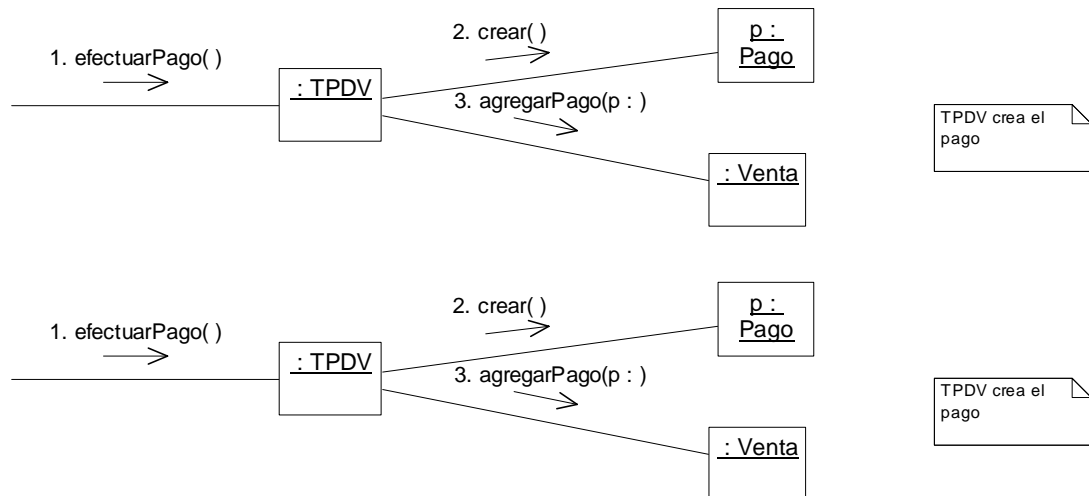 2. crear( )
p :
Pago
1. efectuarPago( )
: TPDV
3. agregarPago(p : )
TPDV crea el
pago
: Venta
2. crear( )
p :
Pago
1. efectuarPago( )
: TPDV
3. agregarPago(p : )
TPDV crea el
pago
: Venta